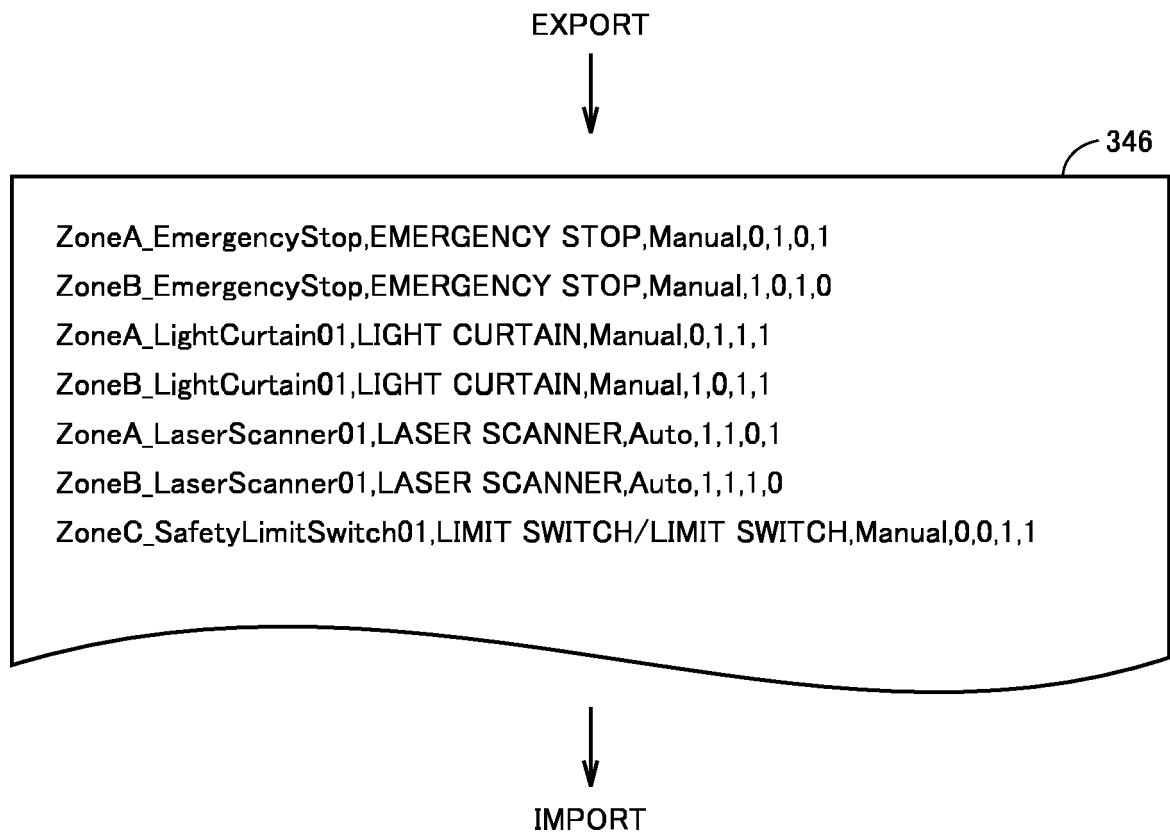 EXPORT
346
ZoneA_EmergencyStop,EMERGENCY STOP,Manual,0,1,0,1
ZoneB_EmergencyStop,EMERGENCY STOP,Manual,1,0,1,0
ZoneA_LightCurtain01,LIGHT CURTAIN,Manual,0,1,1,1
ZoneB_LightCurtain01,LIGHT CURTAIN,Manual,1,0,1,1
ZoneA_LaserScanner01,LASER SCANNER,Auto,1,1,0,1
ZoneB_LaserScanner01,LASER SCANNER,Auto,1,1,1,0
ZoneC_SafetyLimitSwitch01,LIMIT SWITCH/LIMIT SWITCH,Manual,0,0,1,1
IMPORT